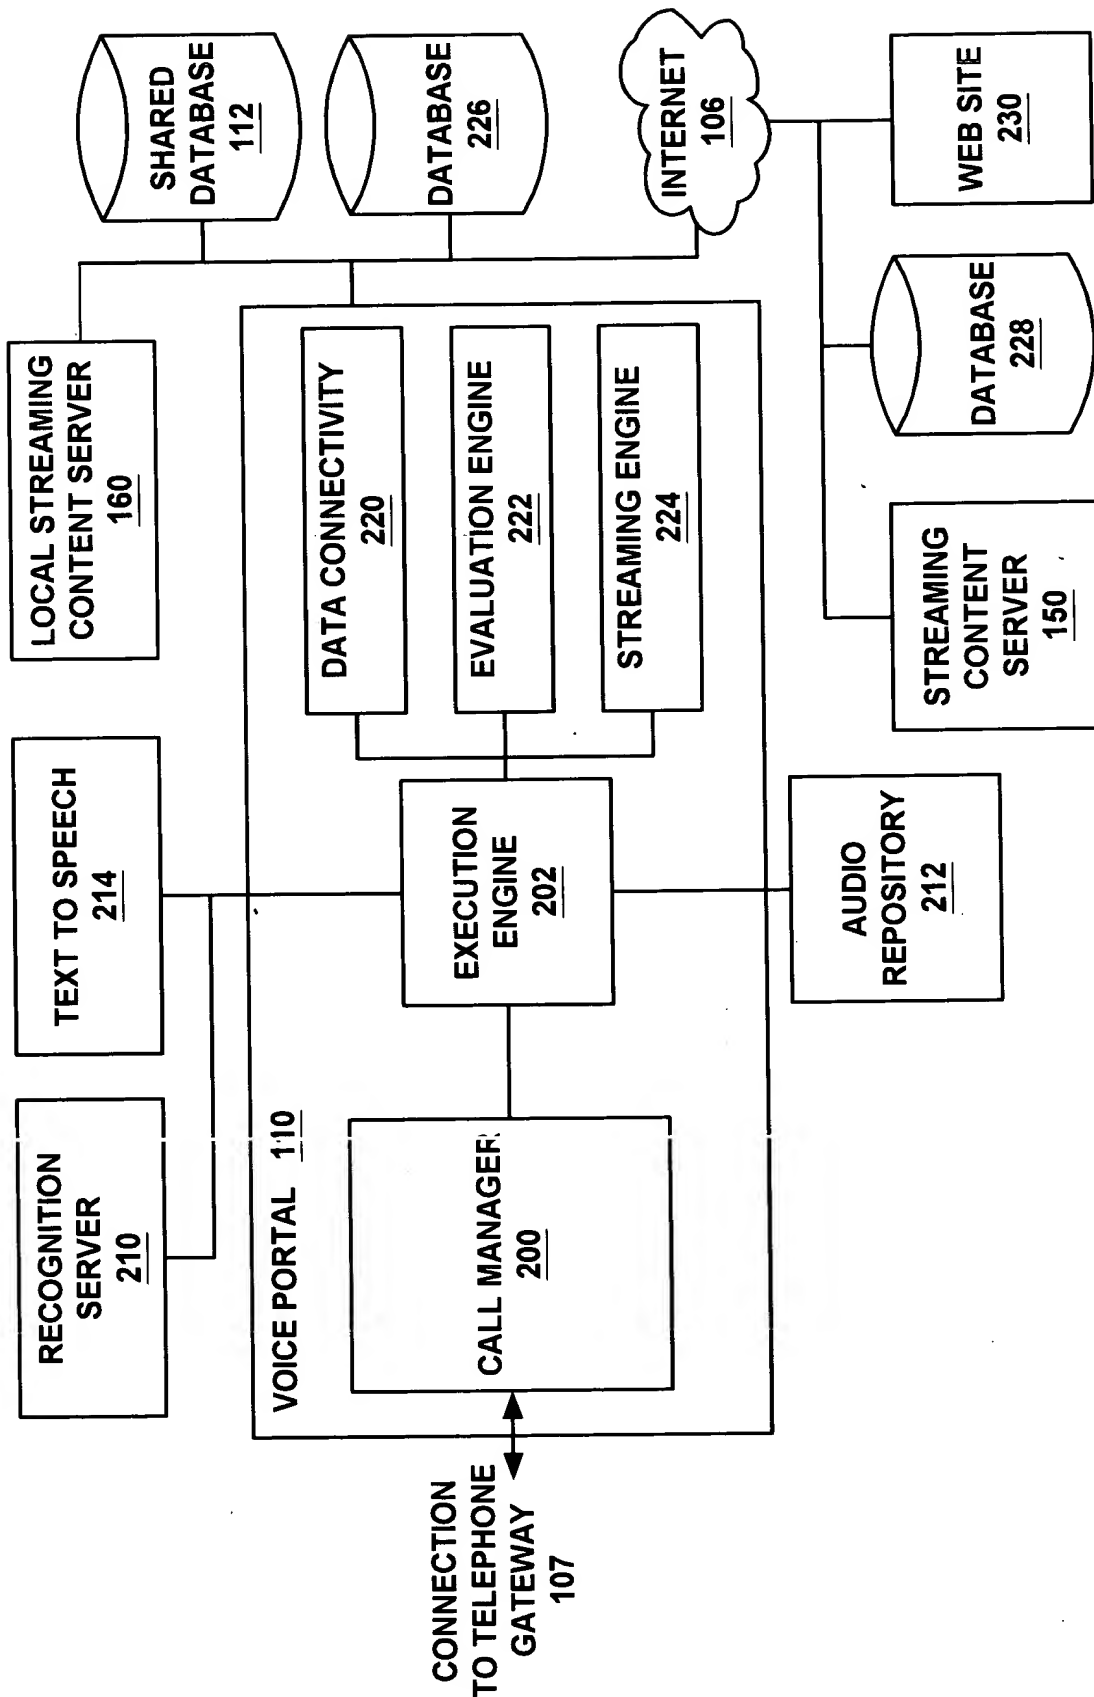 RECOGNITION
SERVER
210
TEXT TO SPEECH
214
LOCAL STREAMING
CONTENT SERVER
160
SHARED
DATABASE
112
DATABASE
226
INTERNET
106
WEB SITE
230
DATABASE
228
STREAMING
CONTENT
SERVER
150
VOICE PORTAL 110
CALL MANAGER
200
EXECUTION
ENGINE
202
DATA CONNECTIVITY
220
EVALUATION ENGINE
222
STREAMING ENGINE
224
AUDIO
REPOSITORY
212
CONNECTION
TO TELEPHONE
GATEWAY
107